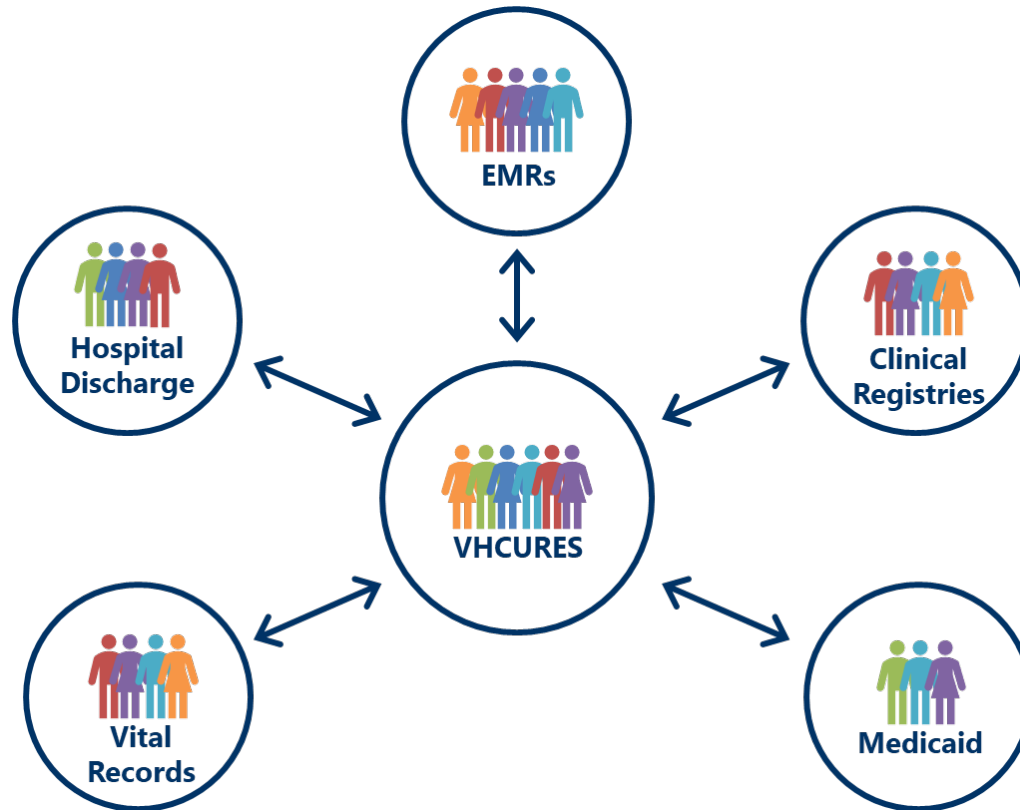 EMRs
Hospital
Discharge
Clinical
Registries
VHCURES
Vital
Records
Medicaid